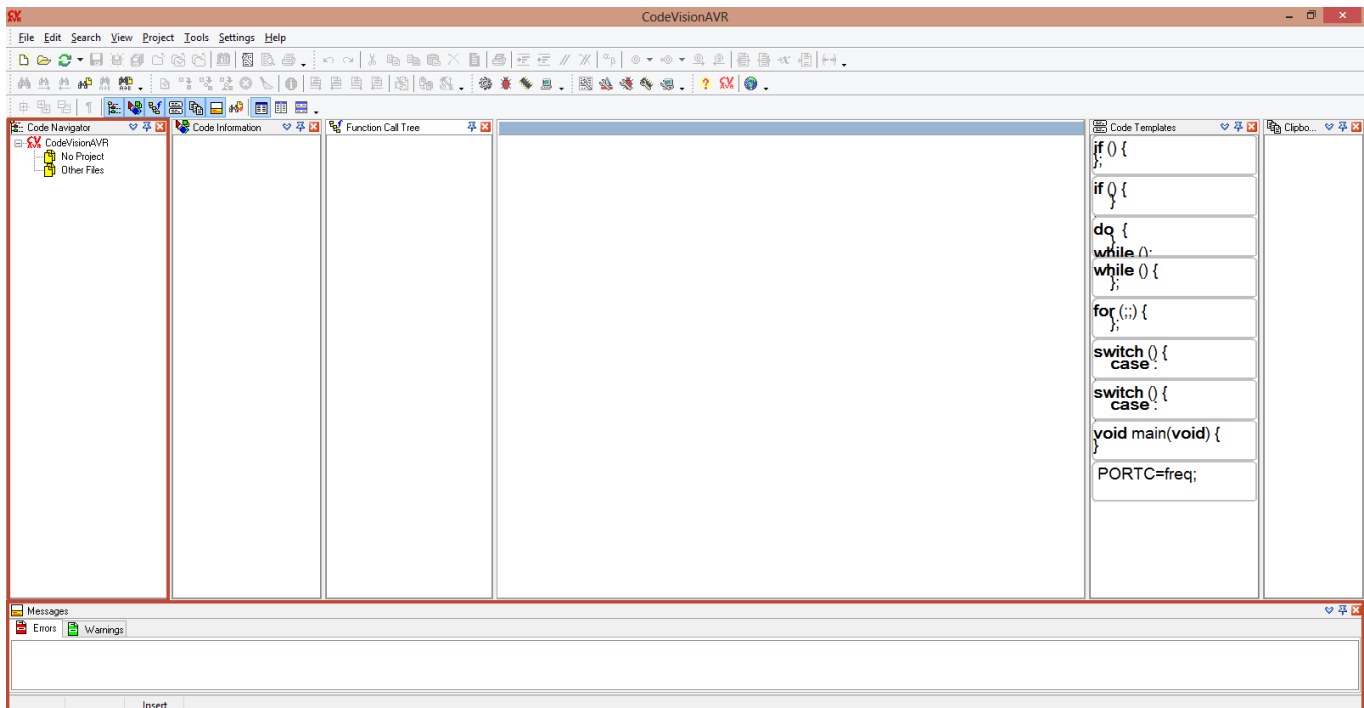 CodeVisionAVR
File Edit Search View Project Tools Settings Help
Code Navigator
CodeVisionAVR
No Project
Other Files
Code Information
Function Call Tree
Code Templates
if () {
};
if () {
}
do {
}
while ();
while () {
};
for (;;) {
};
switch () {
case :
switch () {
case :
void main(void) {
}
PORTC=freq;
Clipbo...
Messages
Errors Warnings
Insert